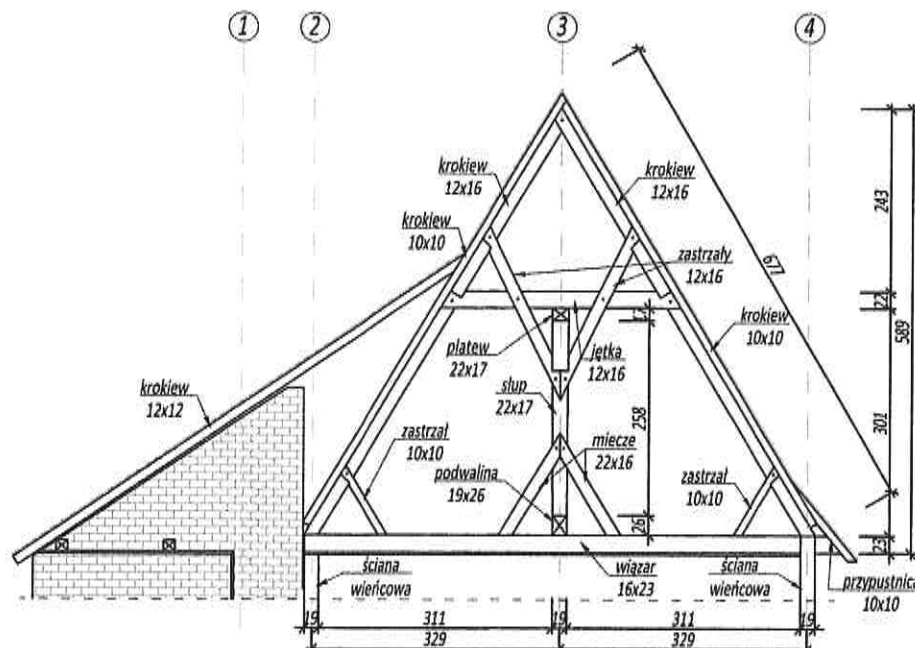 1
2
3
4
krokiew
12x16
krokiew
12x16
krokiew
10x10
zastrzały
12x16
677
243
22
589
301
23
17
258
26
płatew
22x17
jętka
12x16
krokiew
10x10
słup
22x17
krokiew
12x12
zastrzał
10x10
miecze
22x16
podwalina
19x26
zastrzał
10x10
ściana
wieńcowa
wiązar
16x23
ściana
wieńcowa
przypustnica
10x10
19
311
19
311
19
329
329